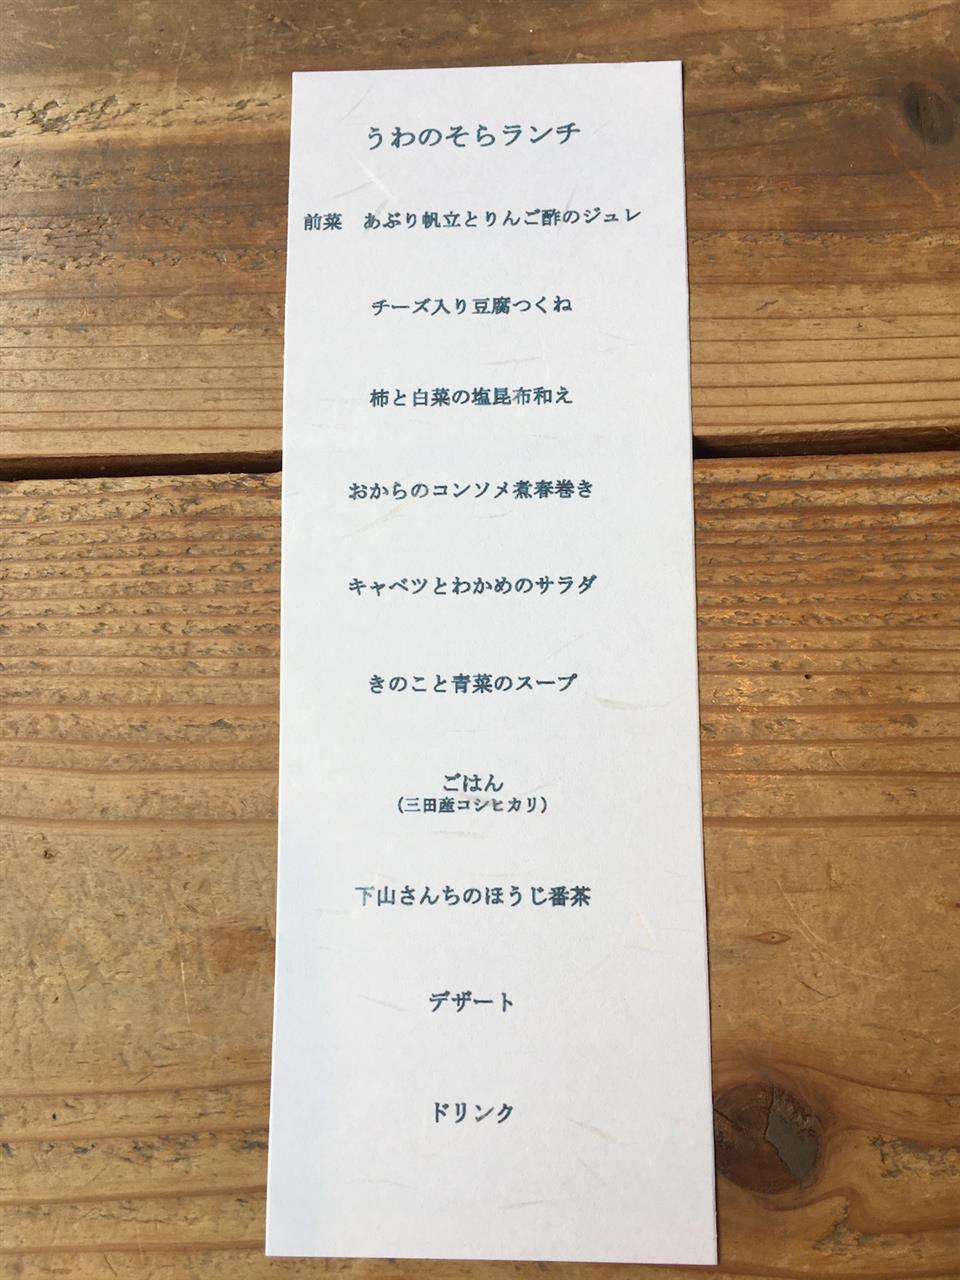 うわのそらランチ
前菜　あぶり帆立とりんご酢のジュレ
チーズ入り豆腐つくね
柿と白菜の塩昆布和え
おからのコンソメ煮春巻き
キャベツとわかめのサラダ
きのこと青菜のスープ
ごはん
(三田産コシヒカリ)
下山さんちのほうじ番茶
デザート
ドリンク